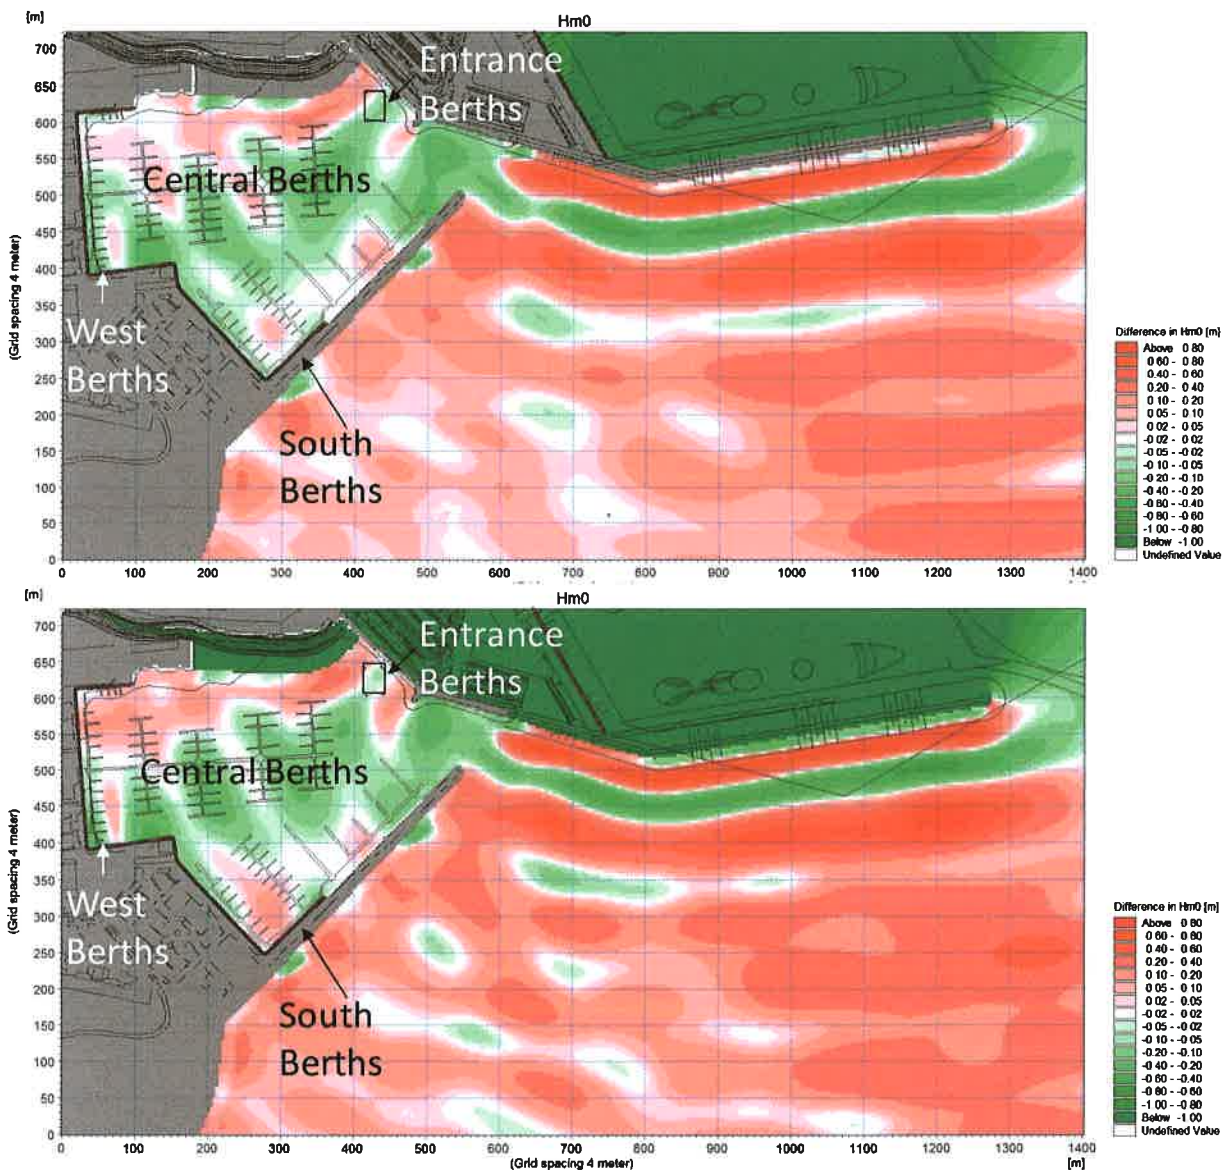 [m]
Hm0
700
650
600
550
500
450
400
350
300
250
200
150
100
50
0
(Grid spacing 4 meter)
Entrance
Berths
Central Berths
West
Berths
South
Berths
0 100 200 300 400 500 600 700 800 900 1000 1100 1200 1300 1400
Difference in Hm0 [m]
Above 0 80
0 60 - 0 80
0 40 - 0 60
0 20 - 0 40
0 10 - 0 20
0 05 - 0 10
0 02 - 0 05
-0 02 - 0 02
-0 05 - -0 02
-0 10 - -0 05
-0 20 - -0 10
-0 40 - -0 20
-0 60 - -0 40
-0 80 - -0 60
-1 00 - -0 80
Below -1 00
Undefined Value
[m]
Hm0
700
650
600
550
500
450
400
350
300
250
200
150
100
50
0
(Grid spacing 4 meter)
Entrance
Berths
Central Berths
West
Berths
South
Berths
0 100 200 300 400 500 600 700 800 900 1000 1100 1200 1300 1400
(Grid spacing 4 meter)
[m]
Difference in Hm0 [m]
Above 0 80
0 60 - 0 80
0 40 - 0 60
0 20 - 0 40
0 10 - 0 20
0 05 - 0 10
0 02 - 0 05
-0 02 - 0 02
-0 05 - -0 02
-0 10 - -0 05
-0 20 - -0 10
-0 40 - -0 20
-0 60 - -0 40
-0 80 - -0 60
-1 00 - -0 80
Below -1 00
Undefined Value